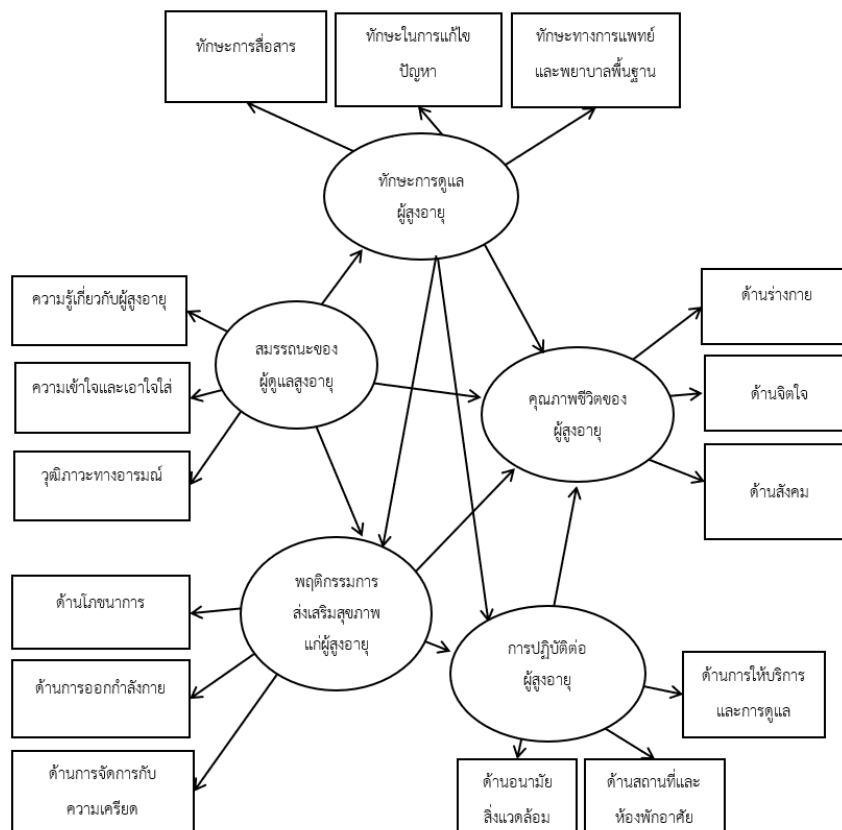 ทักษะการสื่อสาร
ทักษะในการแก้ไข
ปัญหา
ทักษะทางการแพทย์
และพยาบาลพื้นฐาน
ทักษะการดูแล
ผู้สูงอายุ
ความรู้เกี่ยวกับผู้สูงอายุ
ความเข้าใจและเอาใจใส่
วุฒิภาวะทางอารมณ์
สมรรถนะของ
ผู้ดูแลสูงอายุ
คุณภาพชีวิตของ
ผู้สูงอายุ
ด้านร่างกาย
ด้านจิตใจ
ด้านสังคม
ด้านโภชนาการ
ด้านการออกกำลังกาย
ด้านการจัดการกับ
ความเครียด
พฤติกรรมการ
ส่งเสริมสุขภาพ
แก่ผู้สูงอายุ
การปฏิบัติต่อ
ผู้สูงอายุ
ด้านการให้บริการ
และการดูแล
ด้านอนามัย
สิ่งแวดล้อม
ด้านสถานที่และ
ห้องพักอาศัย